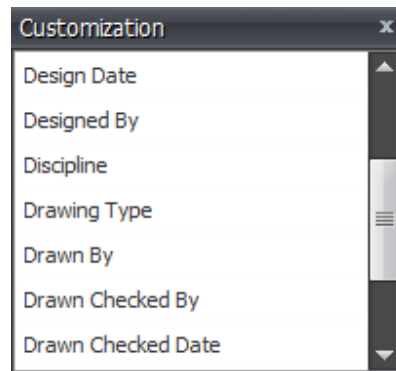 Customization x
Design Date
Designed By
Discipline
Drawing Type
Drawn By
Drawn Checked By
Drawn Checked Date